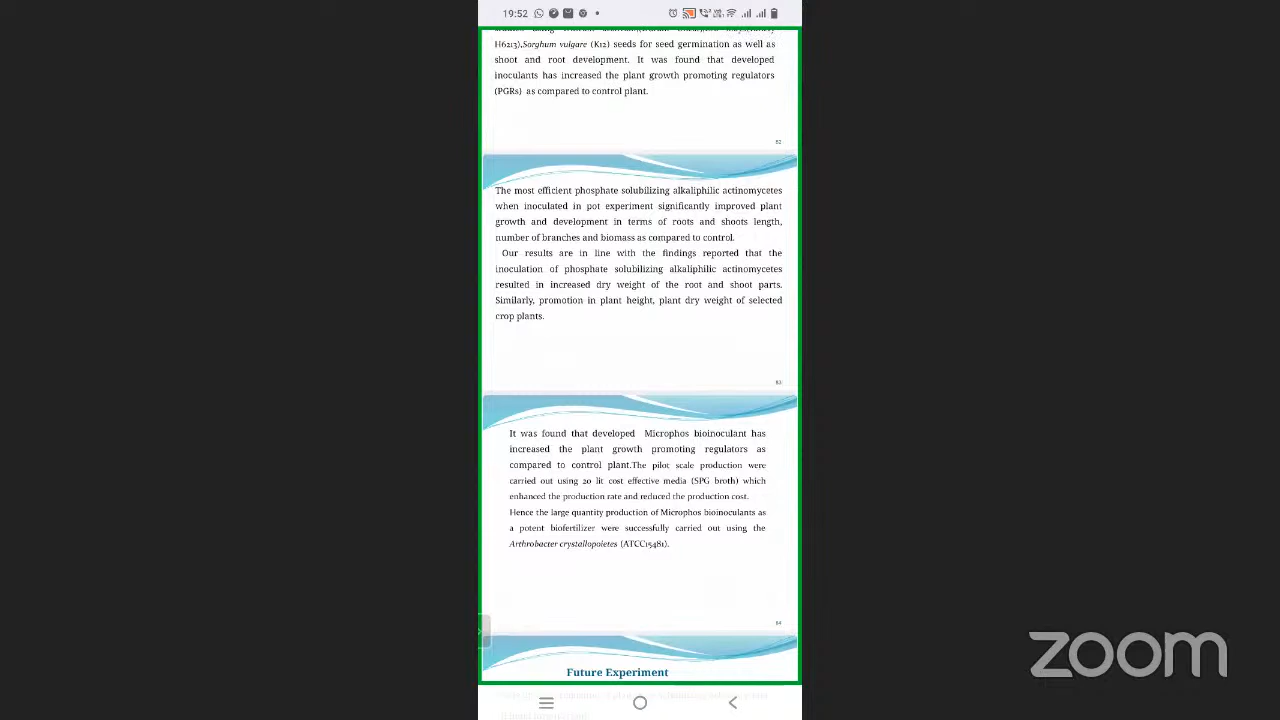 19:52
H6213),Sorghum vulgare (K12) seeds for seed germination as well as
shoot and root development. It was found that developed
inoculants has increased the plant growth promoting regulators
(PGRs) as compared to control plant.
The most efficient phosphate solubilizing alkaliphilic actinomycetes
when inoculated in pot experiment significantly improved plant
growth and development in terms of roots and shoots length,
number of branches and biomass as compared to control.
Our results are in line with the findings reported that the
inoculation of phosphate solubilizing alkaliphilic actinomycetes
resulted in increased dry weight of the root and shoot parts.
Similarly, promotion in plant height, plant dry weight of selected
crop plants.
83
It was found that developed Microphos bioinoculant has
increased the plant growth promoting regulators as
compared to control plant.The pilot scale production were
carried out using 20 lit cost effective media (SPG broth) which
enhanced the production rate and reduced the production cost.
Hence the large quantity production of Microphos bioinoculants as
a potent biofertilizer were successfully carried out using the
Arthrobacter crystallopoietes (ATCC15481).
84
Future Experiment
zoom